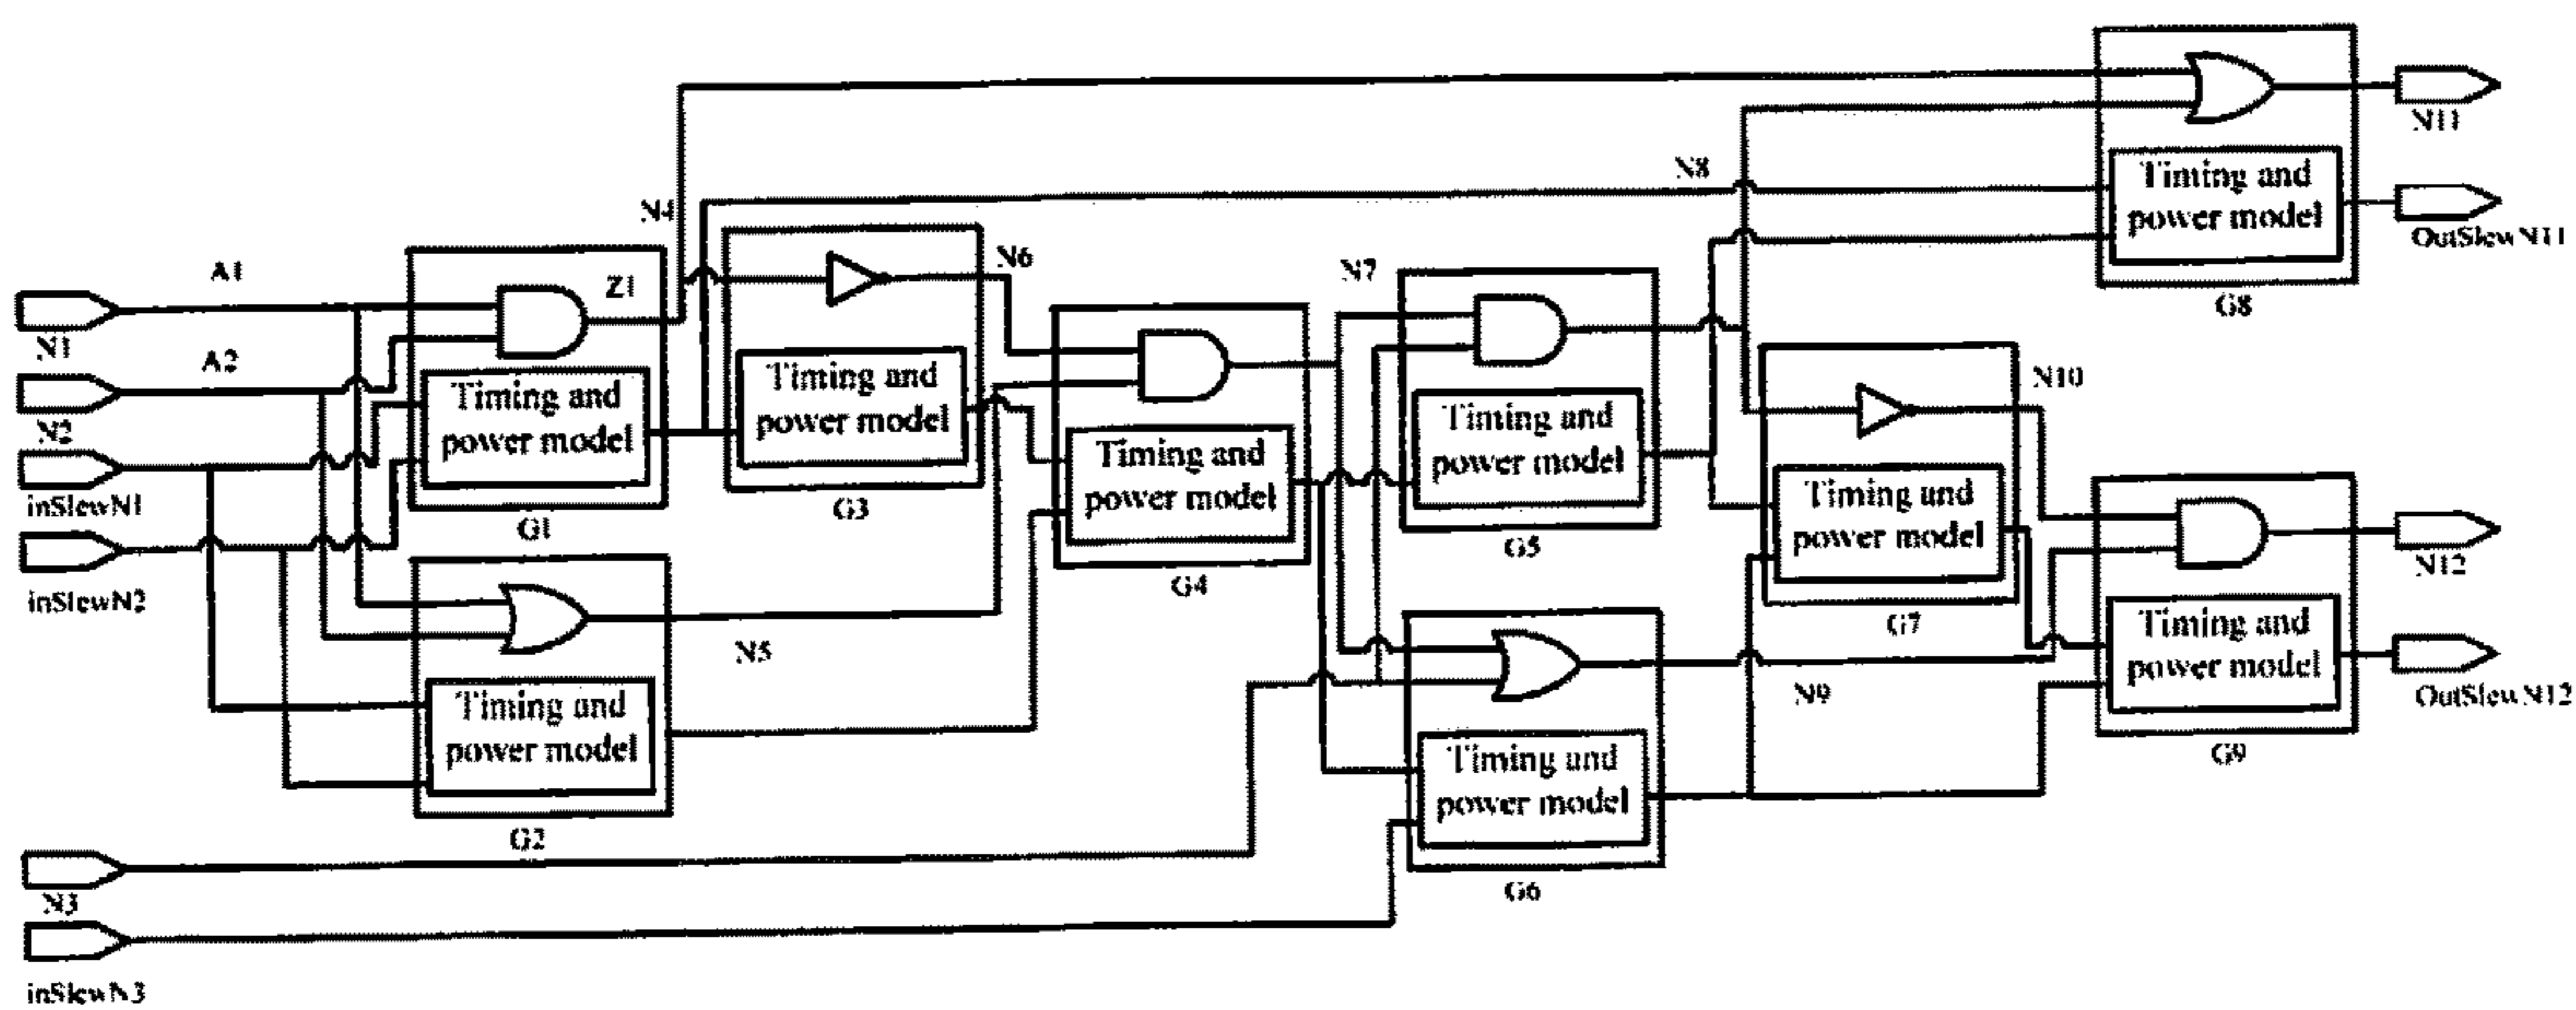 N11
Timing and
power model
OutSlewN11
G8
N8
N4
A1
Z1
N6
N7
N1
A2
Timing and
power model
Timing and
power model
N10
N2
Timing and
power model
Timing and
power model
inSlewN1
G1
G3
Timing and
power model
G5
G4
N12
inSlewN2
G7
N5
N9
Timing and
power model
OutSlewN12
Timing and
power model
G9
Timing and
power model
G2
G6
N3
inSlewN3